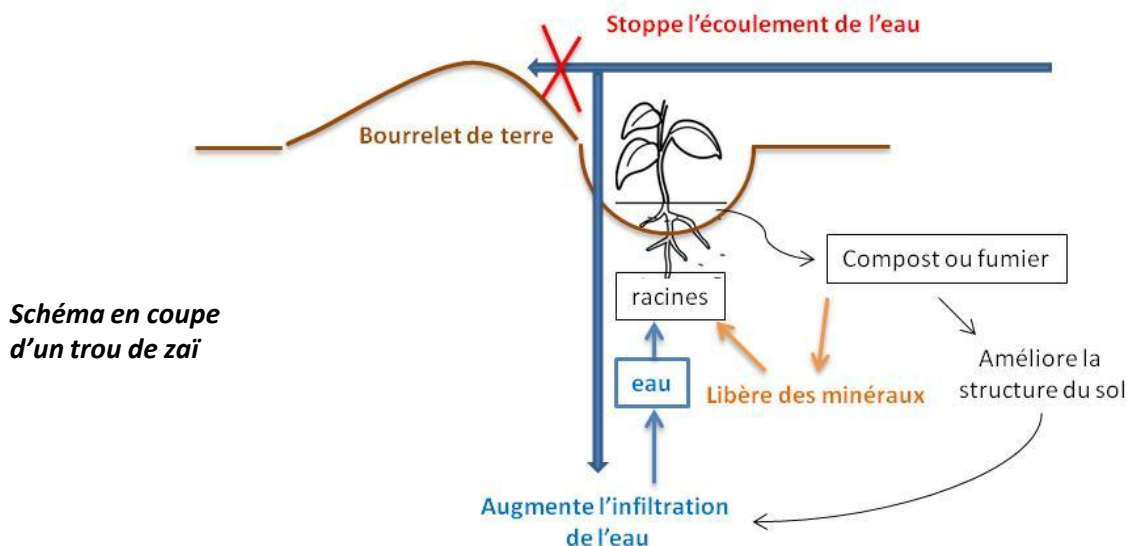 Stoppe l'écoulement de l'eau
Bourrelet de terre
Compost ou fumier
racines
Schéma en coupe
d'un trou de zaï
eau
Libère des minéraux
Améliore la
structure du sol
Augmente l'infiltration
de l'eau